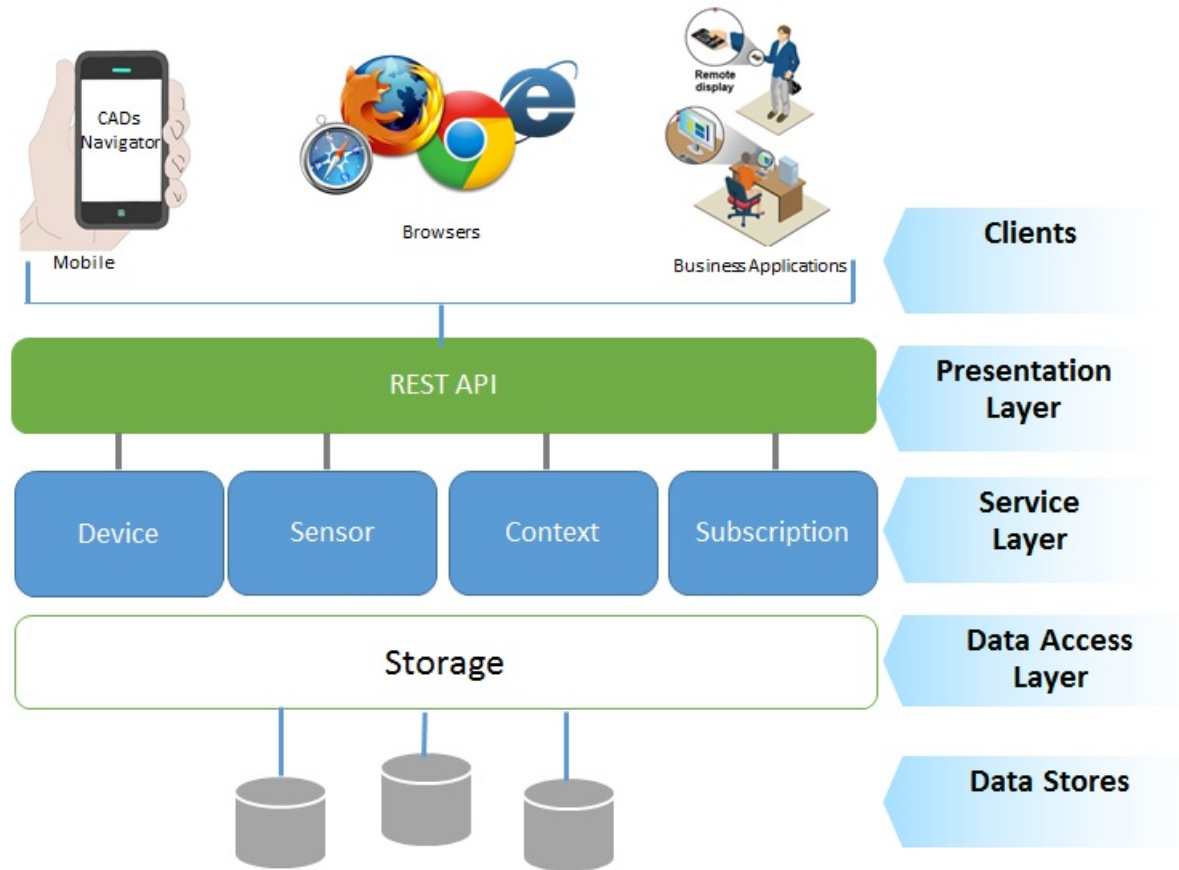 CADs
Navigator
Remote
display
Mobile
Browsers
Business Applications
Clients
REST API
Presentation
Layer
Device
Sensor
Context
Subscription
Service
Layer
Storage
Data Access
Layer
Data Stores